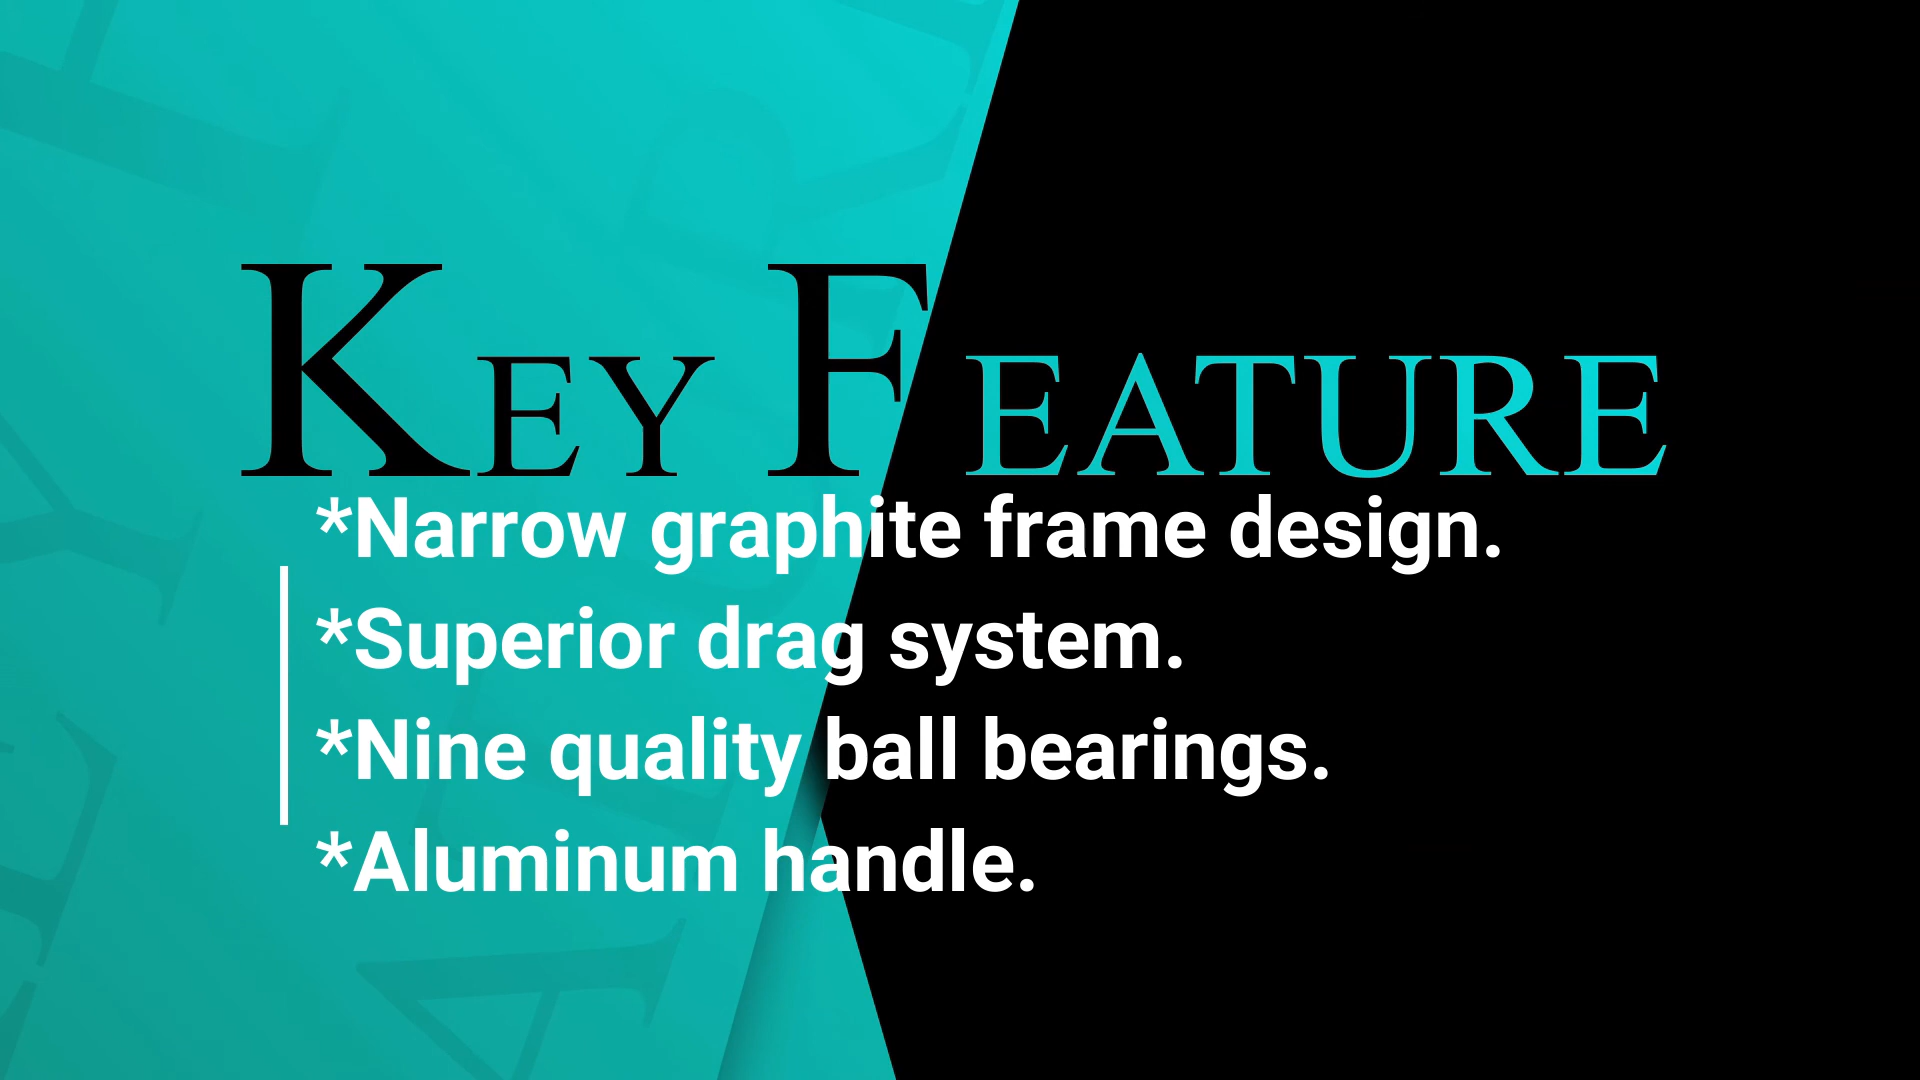 KEY FEATURE
*Narrow graphite frame design.
*Superior drag system.
*Nine quality ball bearings.
*Aluminum handle.